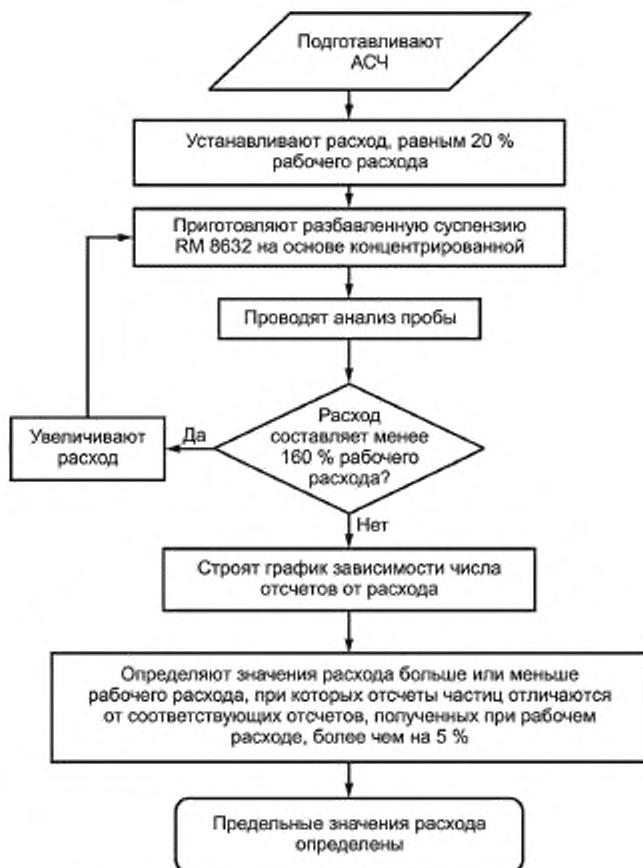 Подготавливают
АСЧ
Устанавливают расход, равным 20 %
рабочего расхода
Приготовляют разбавленную суспензию
RM 8632 на основе концентрированной
Проводят анализ пробы
Расход
составляет менее
160 % рабочего
расхода?
Да
Увеличивают
расход
Нет
Строят график зависимости числа
отсчетов от расхода
Определяют значения расхода больше или меньше
рабочего расхода, при которых отсчеты частиц отличаются
от соответствующих отсчетов, полученных при рабочем
расходе, более чем на 5 %
Предельные значения расхода
определены